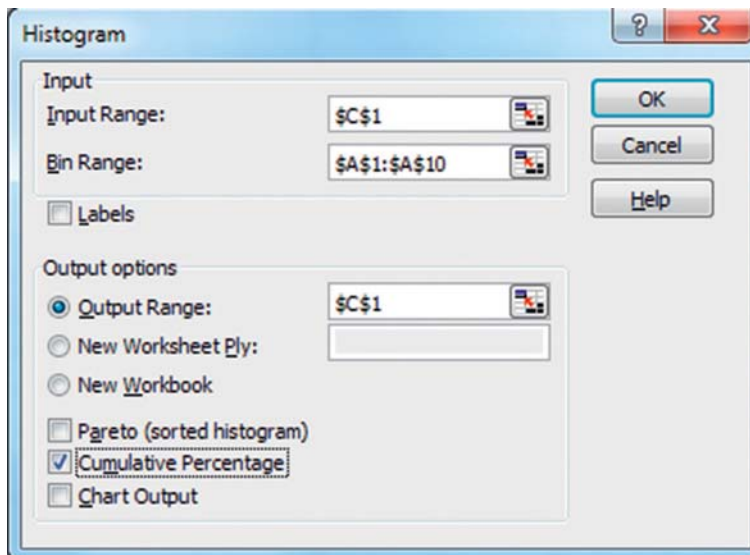 Histogram
Input
Input Range: $C$1
Bin Range: $A$1:$A$10
Labels
OK
Cancel
Help
Output options
Output Range: $C$1
New Worksheet Ply:
New Workbook
Pareto (sorted histogram)
Cumulative Percentage
Chart Output